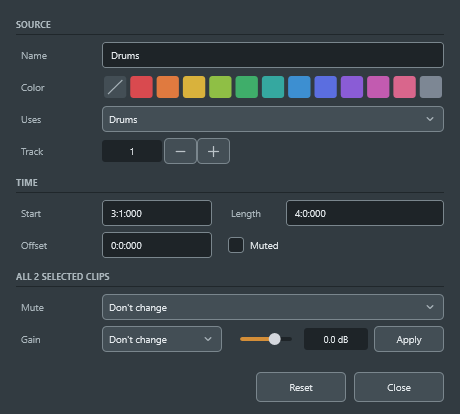 SOURCE
Name Drums
Color
Uses Drums
Track 1 − +
TIME
Start 3:1:000 Length 4:0:000
Offset 0:0:000 Muted
ALL 2 SELECTED CLIPS
Mute Don't change
Gain Don't change 0.0 dB Apply
Reset Close